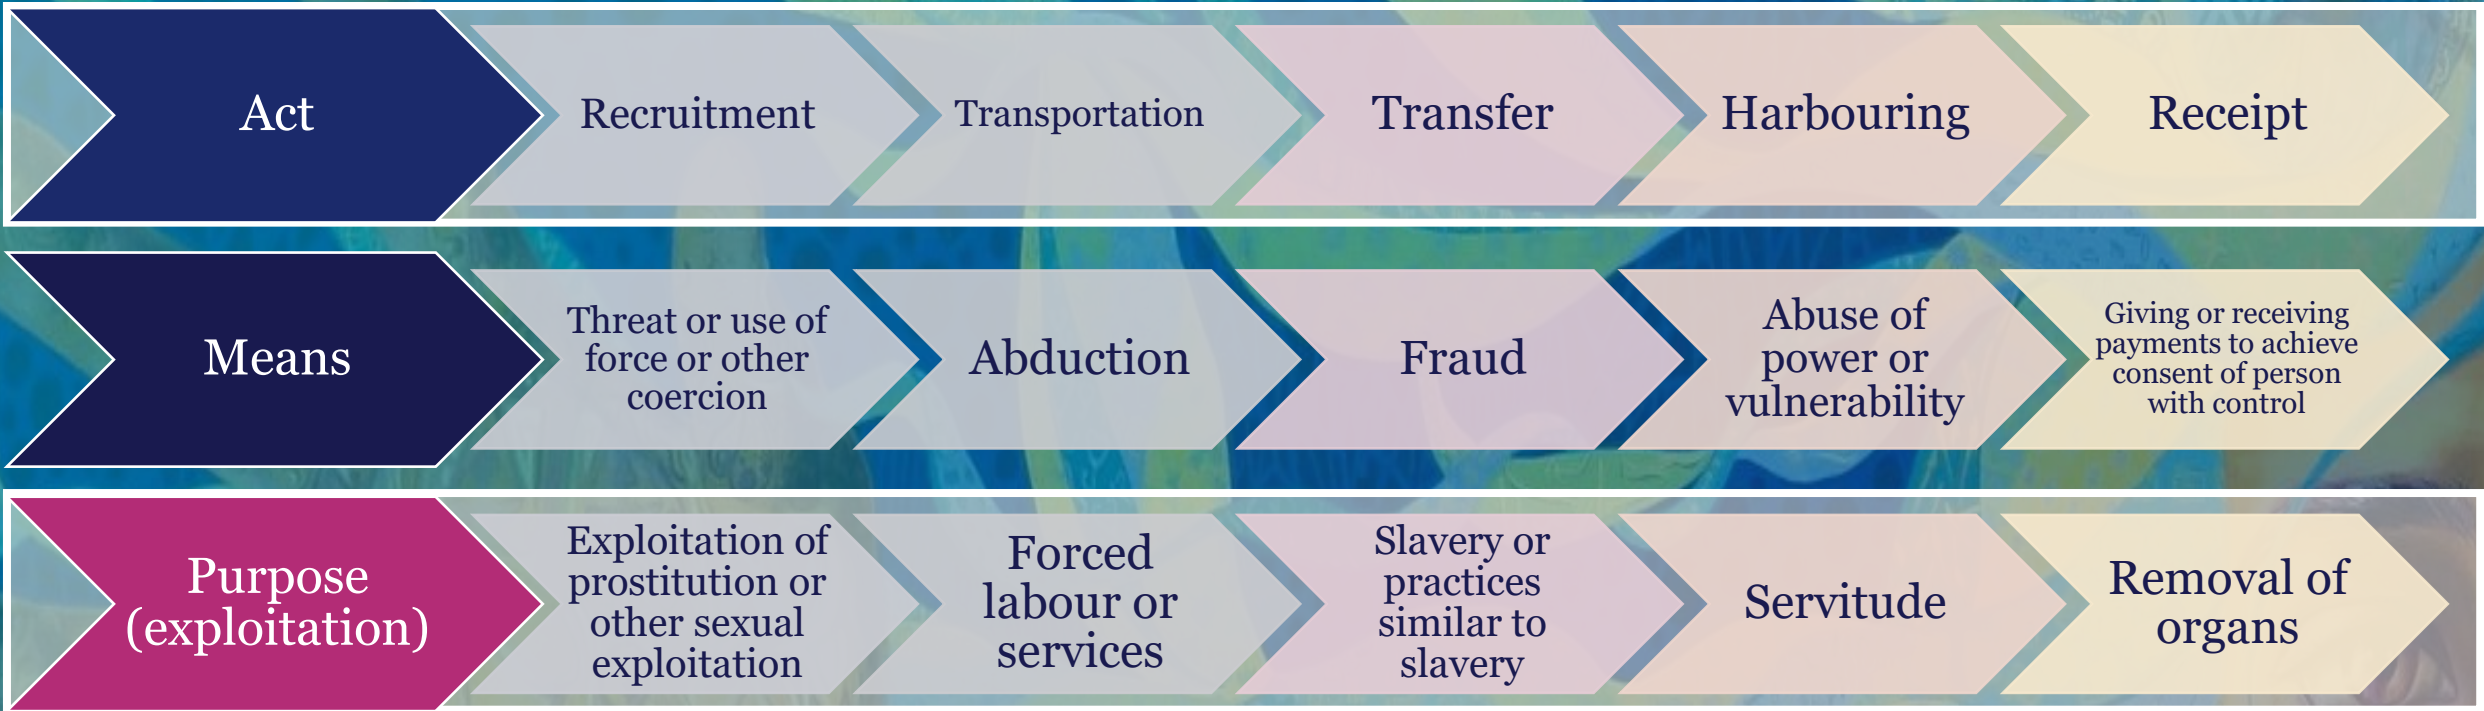 Act
Recruitment
Transportation
Transfer
Harbouring
Receipt
Means
Threat or use of
force or other
coercion
Abduction
Fraud
Abuse of
power or
vulnerability
Giving or receiving
payments to achieve
consent of person
with control
Purpose
(exploitation)
Exploitation of
prostitution or
other sexual
exploitation
Forced
labour or
services
Slavery or
practices
similar to
slavery
Servitude
Removal of
organs